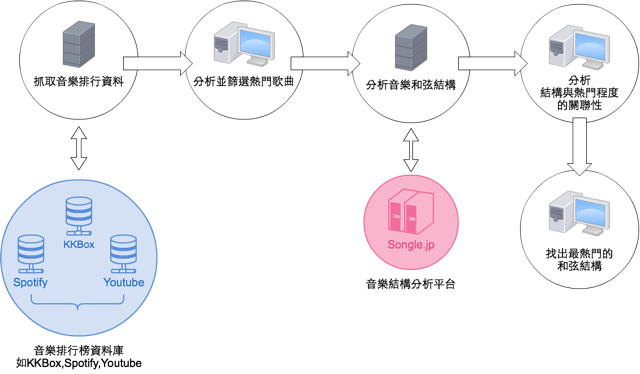 抓取音樂排行資料
分析並篩選熱門歌曲
分析音樂和弦結構
分析
結構與熱門程度
的關聯性
KKBox
Spotify
Youtube
音樂排行榜資料庫
如KKBox,Spotify,Youtube
Songle.jp
音樂結構分析平台
找出最熱門的
和弦結構